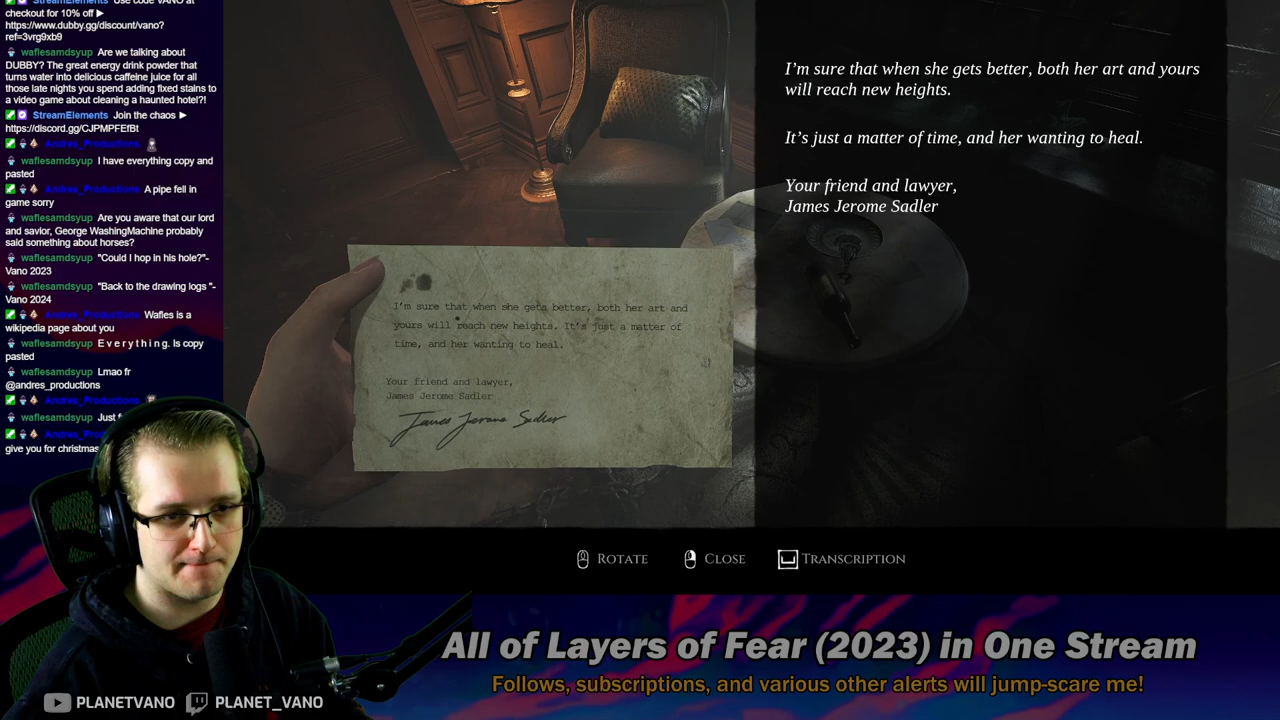 StreamElements Use code VANO at
checkout for 10% off ▶
https://www.dubby.gg/discount/vano?
ref=3vrg9xb9
waflesamdsyup Are we talking about
DUBBY? The great energy drink powder that
turns water into delicious caffeine juice for all
those late nights you spend adding fixed stains to
a video game about cleaning a haunted hotel?!
StreamElements Join the chaos ▶
https://discord.gg/CJPMPFEfBt
Andres_Productions
waflesamdsyup I have everything copy and
pasted
Andres_Productions A pipe fell in
game sorry
waflesamdsyup Are you aware that our lord
and savior, George WashingMachine probably
said something about horses?
waflesamdsyup "Could I hop in his hole?"-
Vano 2023
waflesamdsyup "Back to the drawing logs "-
Vano 2024
Andres_Productions Wafles is a
wikipedia page about you
waflesamdsyup E v e r y t h i n g. Is copy
pasted
waflesamdsyup Lmao fr
@andres_productions
Andres_Productions
waflesamdsyup Just
give you for christmas
I'm sure that when she gets better, both her art and
yours will reach new heights. It's just a matter of
time, and her wanting to heal.
Your friend and lawyer,
James Jerome Sadler
James Jerome Sadler
I'm sure that when she gets better, both her art and yours
will reach new heights.
It's just a matter of time, and her wanting to heal.
Your friend and lawyer,
James Jerome Sadler
ROTATE CLOSE TRANSCRIPTION
All of Layers of Fear (2023) in One Stream
Follows, subscriptions, and various other alerts will jump-scare me!
PLANETVANO PLANET_VANO